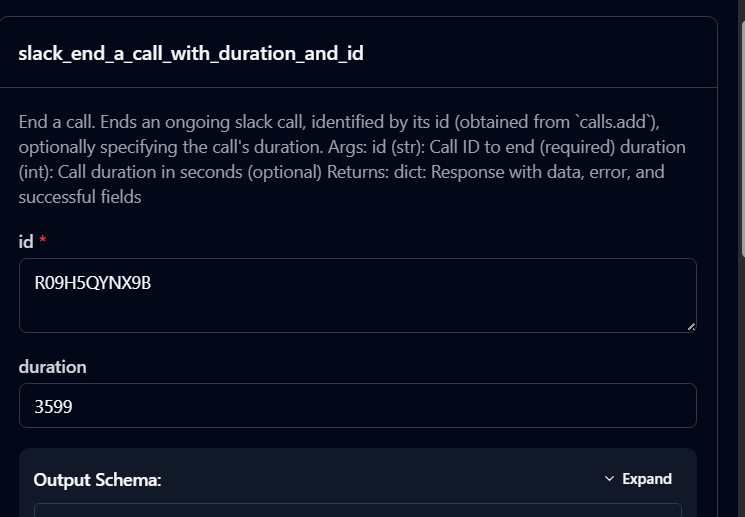 slack_end_a_call_with_duration_and_id
End a call. Ends an ongoing slack call, identified by its id (obtained from `calls.add`),
optionally specifying the call's duration. Args: id (str): Call ID to end (required) duration
(int): Call duration in seconds (optional) Returns: dict: Response with data, error, and
successful fields
id *
R09H5QYNX9B
duration
3599
Output Schema:
Expand